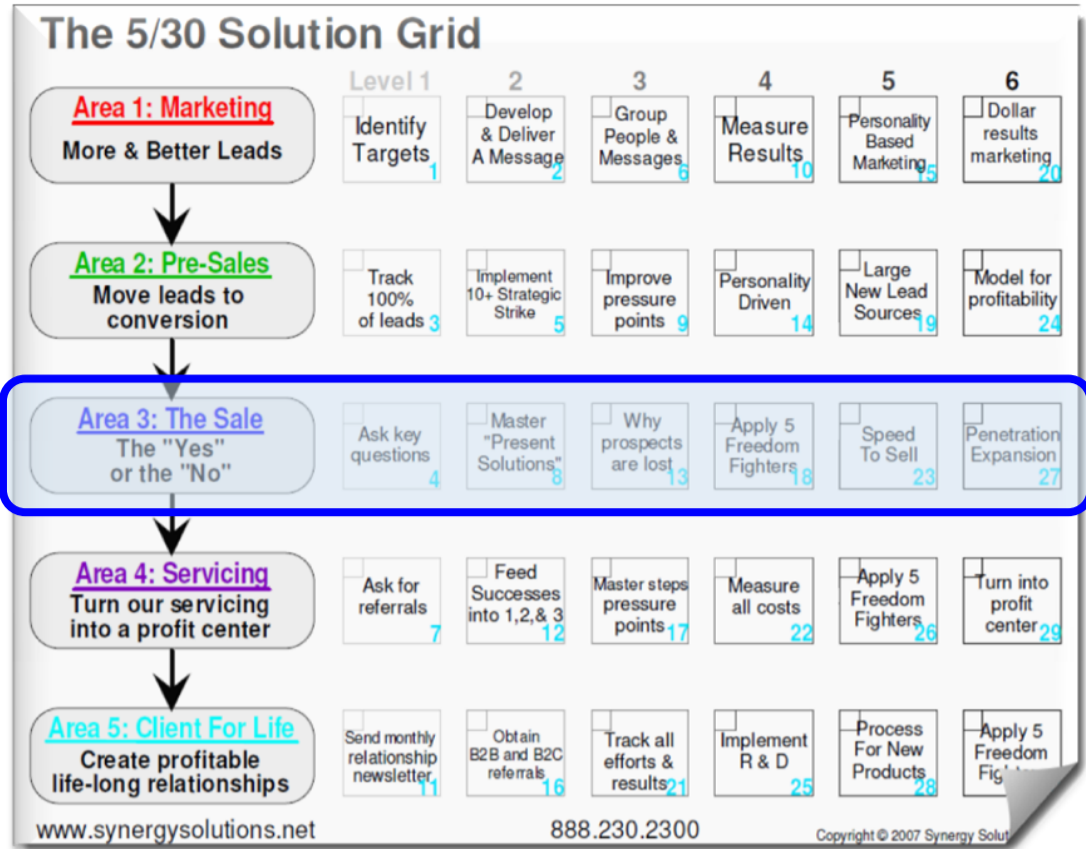 The 5/30 Solution Grid
Level 1 2 3 4 5 6
Area 1: Marketing
More & Better Leads
Identify
Targets
1
Develop
& Deliver
A Message
2
Group
People &
Messages
6
Measure
Results
10
Personality
Based
Marketing
15
Dollar
results
marketing
20
Area 2: Pre-Sales
Move leads to
conversion
Track
100%
of leads 3
Implement
10+ Strategic
Strike
5
Improve
pressure
points 9
Personality
Driven
14
Large
New Lead
Sources
19
Model for
profitability
24
Area 3: The Sale
The "Yes"
or the "No"
Ask key
questions
4
Master
"Present
Solutions"
8
Why
prospects
are lost
13
Apply 5
Freedom
Fighters
18
Speed
To Sell
23
Penetration
Expansion
27
Area 4: Servicing
Turn our servicing
into a profit center
Ask for
referrals
7
Feed
Successes
into 1,2,& 3
12
Master steps
pressure
points 17
Measure
all costs
22
Apply 5
Freedom
Fighters
26
Turn into
profit
center 29
Area 5: Client For Life
Create profitable
life-long relationships
Send monthly
relationship
newsletter
11
Obtain
B2B and B2C
referrals
16
Track all
efforts &
results 21
Implement
R & D
25
Process
For New
Products
28
Apply 5
Freedom
www.synergysolutions.net
888.230.2300
Copyright © 2007 Synergy